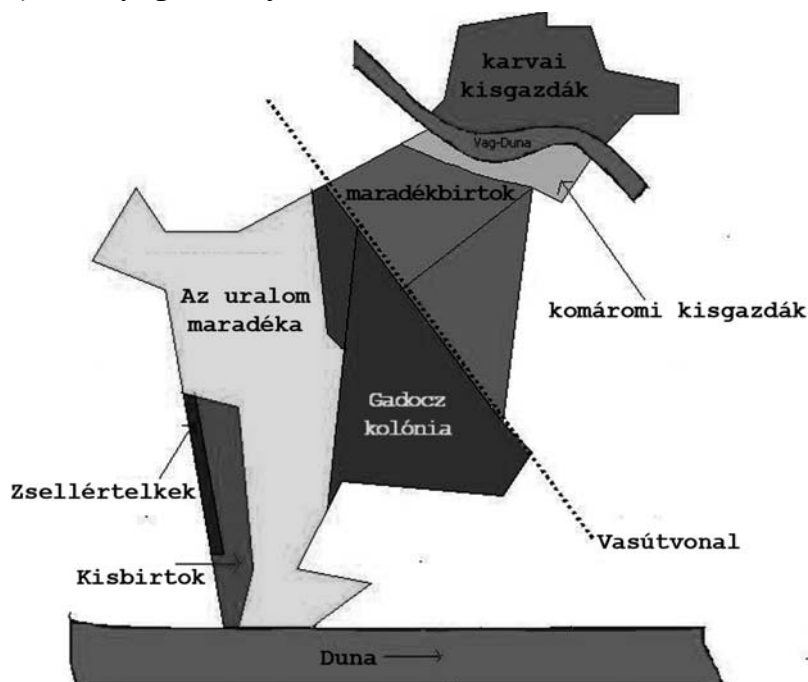 karvai
kisgazdák
Vag-Duna
maradékbirtok
Az uralom
maradéka
komáromi kisgazdák
Gadocz
kolónia
Zsellértelkek
Kisbirtok
Vasútvonal
Duna